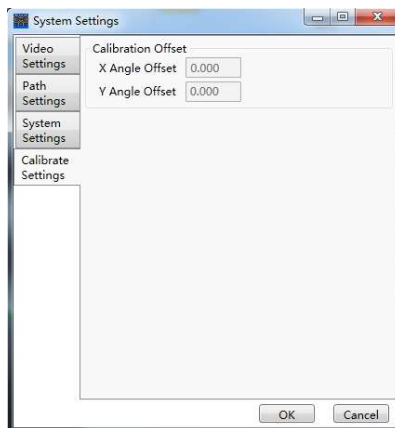 System Settings
Video
Settings
Path
Settings
System
Settings
Calibrate
Settings
Calibration Offset
X Angle Offset 0.000
Y Angle Offset 0.000
OK Cancel